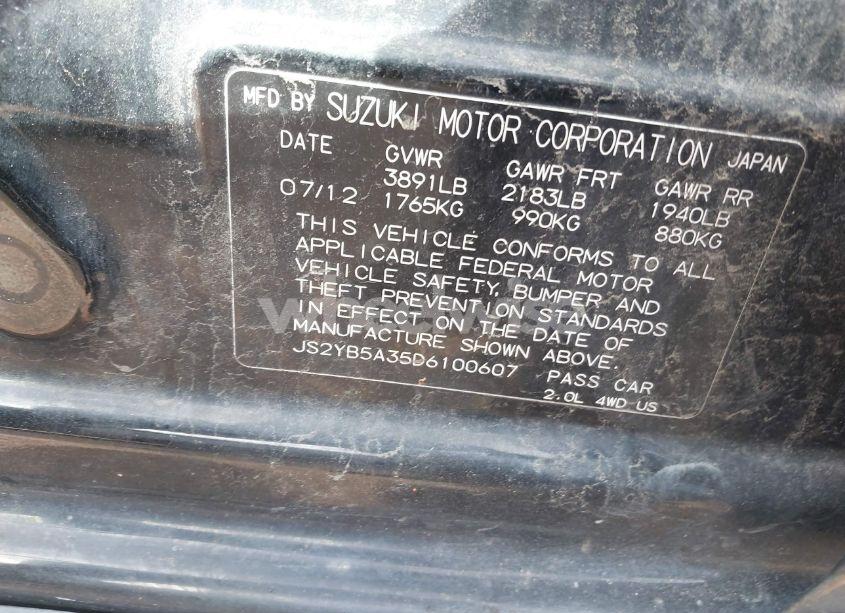 MFD BY SUZUKI MOTOR CORPORATION JAPAN
DATE GVWR GAWR FRT GAWR RR
07/12 3891LB 2183LB 1940LB
1765KG 990KG 880KG
THIS VEHICLE CONFORMS TO ALL
APPLICABLE FEDERAL MOTOR
VEHICLE SAFETY, BUMPER AND
THEFT PREVENTION STANDARDS
IN EFFECT ON THE DATE OF
MANUFACTURE SHOWN ABOVE.
JS2YB5A35D6100607 PASS CAR
2.0L 4WD US